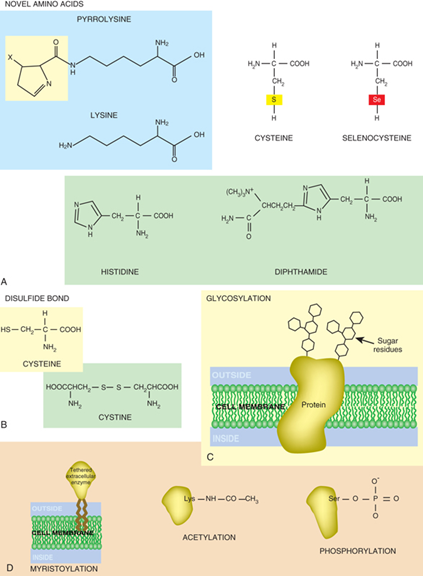 NOVEL AMINO ACIDS
PYRROLYSINE
X
O
C
N
H
N
NH₂
O
OH
LYSINE
H₂N
NH₂
O
OH
H
H₂N — C — COOH
CH₂
S
H
CYSTEINE
H
H₂N — C — COOH
CH₂
Se
H
SELENOCYSTEINE
N
NH
H
CH₂ — C — COOH
NH₂
HISTIDINE
(CH₃)₃N⁺
H₂N
C
O
CH₂CH₂
N
NH
H
CH₂ — C — COOH
NH₂
DIPHTHAMIDE
A
DISULFIDE BOND
H
HS — CH₂ — C — COOH
NH₂
CYSTEINE
HOOCCHCH₂ — S — S — CH₂CHCOOH
NH₂
NH₂
CYSTINE
B
GLYCOSYLATION
Sugar
residues
OUTSIDE
Protein
CELL MEMBRANE
INSIDE
C
Tethered
extracellular
enzyme
OUTSIDE
CELL MEMBRANE
INSIDE
MYRISTOYLATION
Lys — NH — CO — CH₃
ACETYLATION
O⁻
Ser — O — P = O
O⁻
PHOSPHORYLATION
D